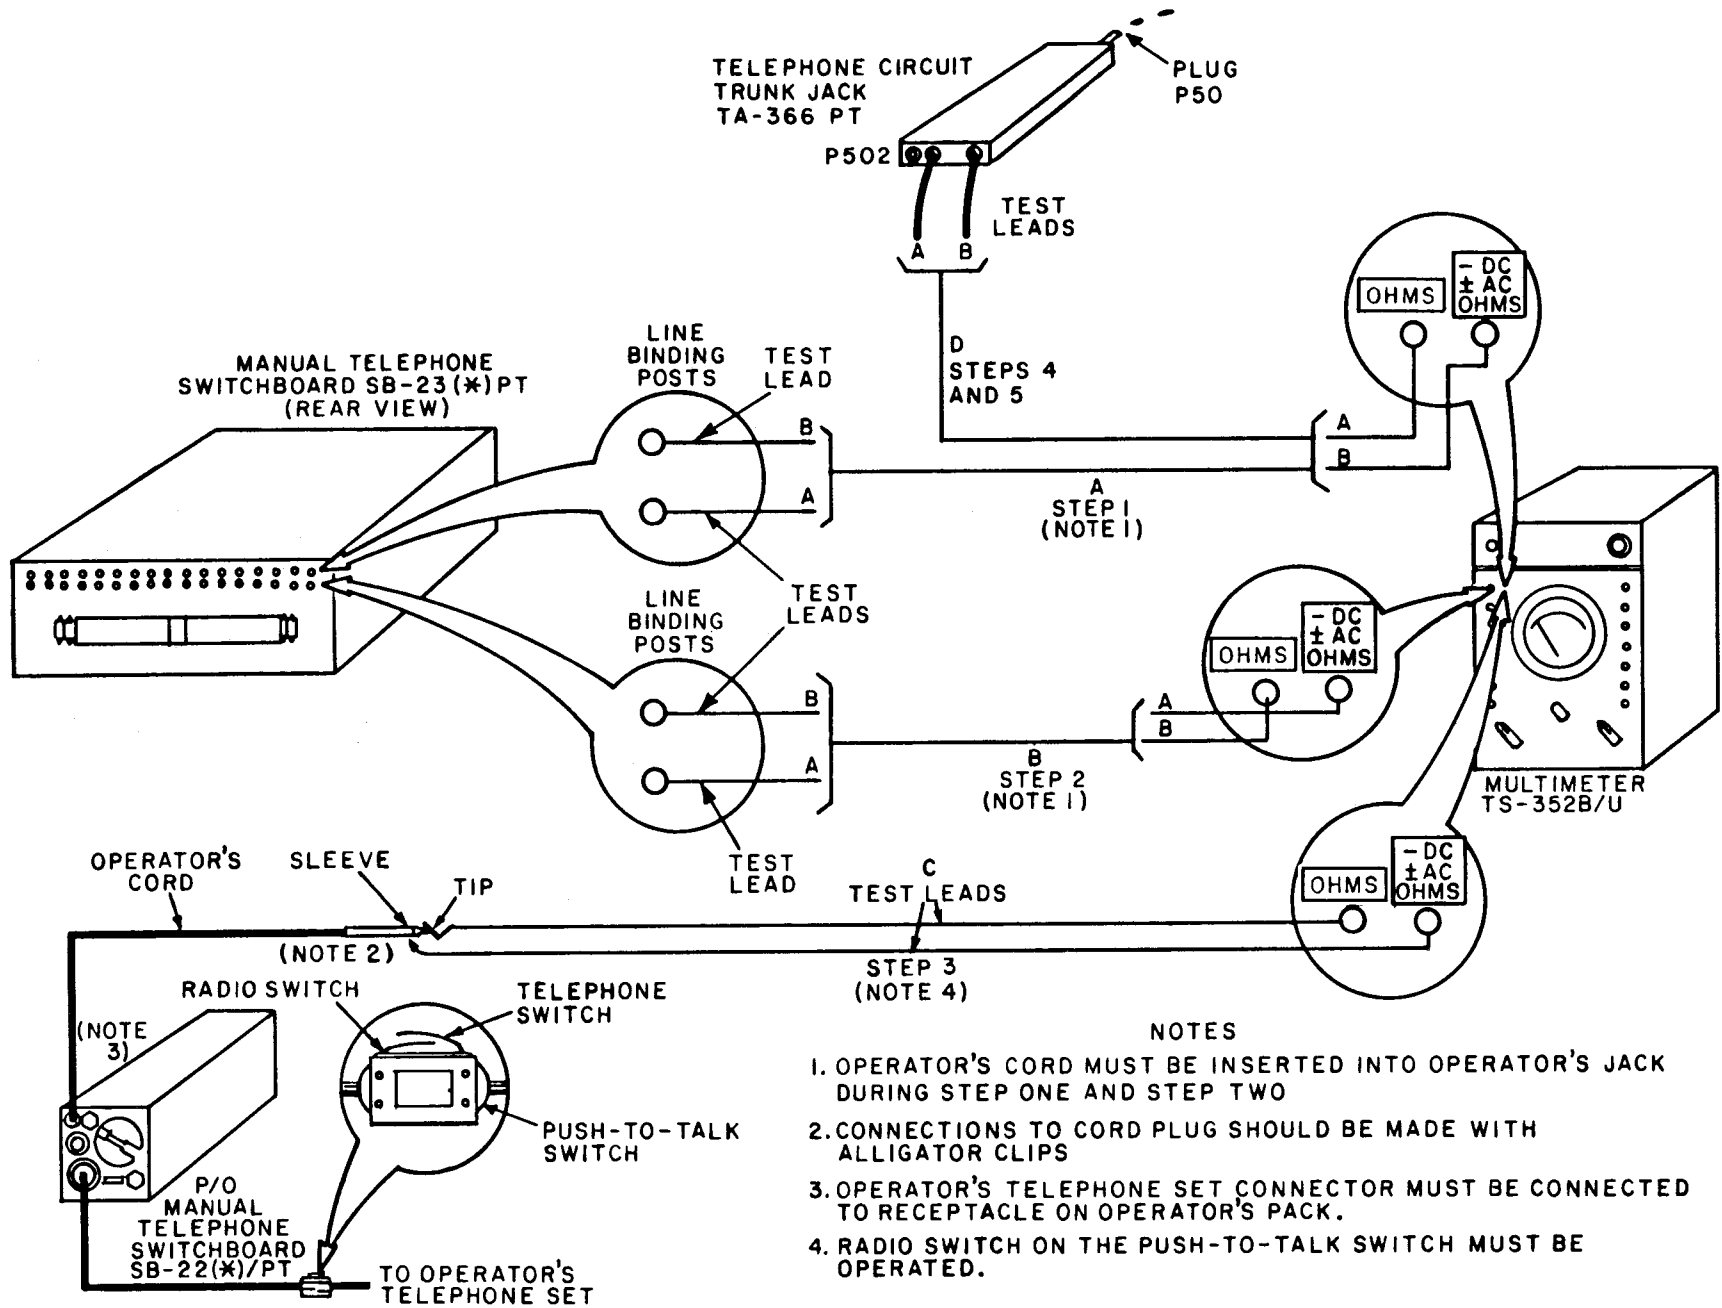 TELEPHONE CIRCUIT
TRUNK JACK
TA-366 PT
PLUG
P50
P502
TEST
LEADS
A B
OHMS
- DC
± AC
OHMS
D
STEPS 4
AND 5
LINE
BINDING
POSTS
TEST
LEAD
MANUAL TELEPHONE
SWITCHBOARD SB-23(*)PT
(REAR VIEW)
B
A
A
B
A
STEP 1
(NOTE 1)
TEST
LEADS
LINE
BINDING
POSTS
OHMS
- DC
± AC
OHMS
B
A
A
B
B
STEP 2
(NOTE 1)
MULTIMETER
TS-352B/U
TEST
LEAD
OPERATOR'S
CORD
SLEEVE
TIP
C
TEST LEADS
OHMS
- DC
± AC
OHMS
(NOTE 2)
STEP 3
(NOTE 4)
RADIO SWITCH
TELEPHONE
SWITCH
(NOTE
3)
PUSH-TO-TALK
SWITCH
P/O
MANUAL
TELEPHONE
SWITCHBOARD
SB-22(*)/PT
TO OPERATOR'S
TELEPHONE SET
NOTES
1. OPERATOR'S CORD MUST BE INSERTED INTO OPERATOR'S JACK
DURING STEP ONE AND STEP TWO
2. CONNECTIONS TO CORD PLUG SHOULD BE MADE WITH
ALLIGATOR CLIPS
3. OPERATOR'S TELEPHONE SET CONNECTOR MUST BE CONNECTED
TO RECEPTACLE ON OPERATOR'S PACK.
4. RADIO SWITCH ON THE PUSH-TO-TALK SWITCH MUST BE
OPERATED.